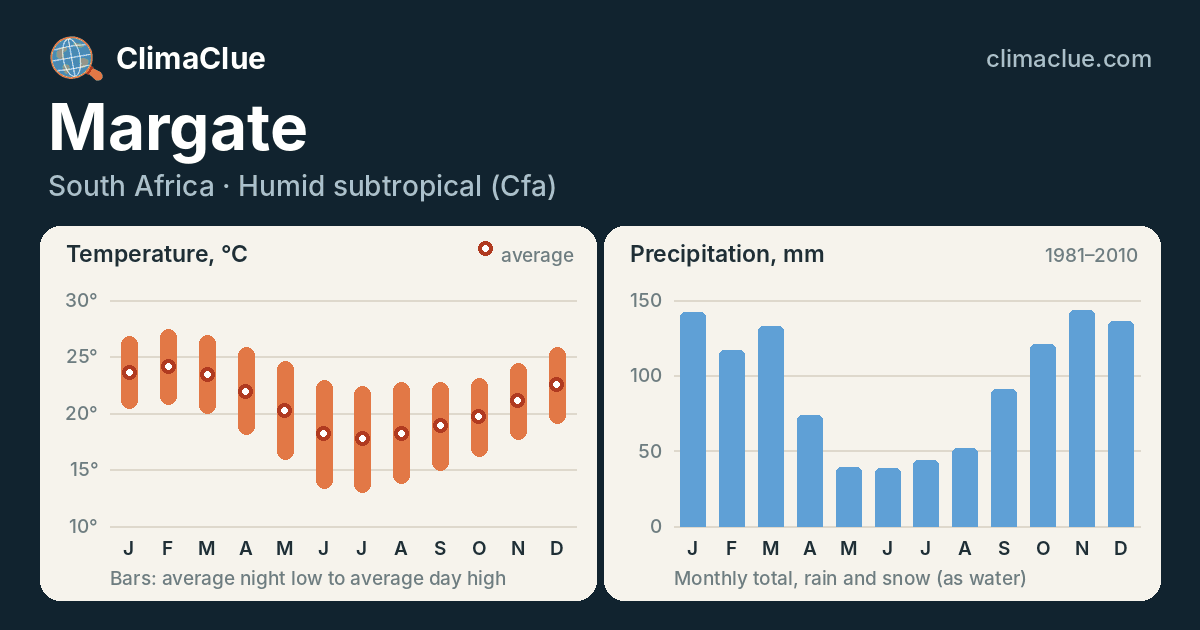 ClimaClue
climaclue.com
Margate
South Africa · Humid subtropical (Cfa)
Temperature, °C
average
30°
25°
20°
15°
10°
J F M A M J J A S O N D
Bars: average night low to average day high
Precipitation, mm
1981–2010
150
100
50
0
J F M A M J J A S O N D
Monthly total, rain and snow (as water)